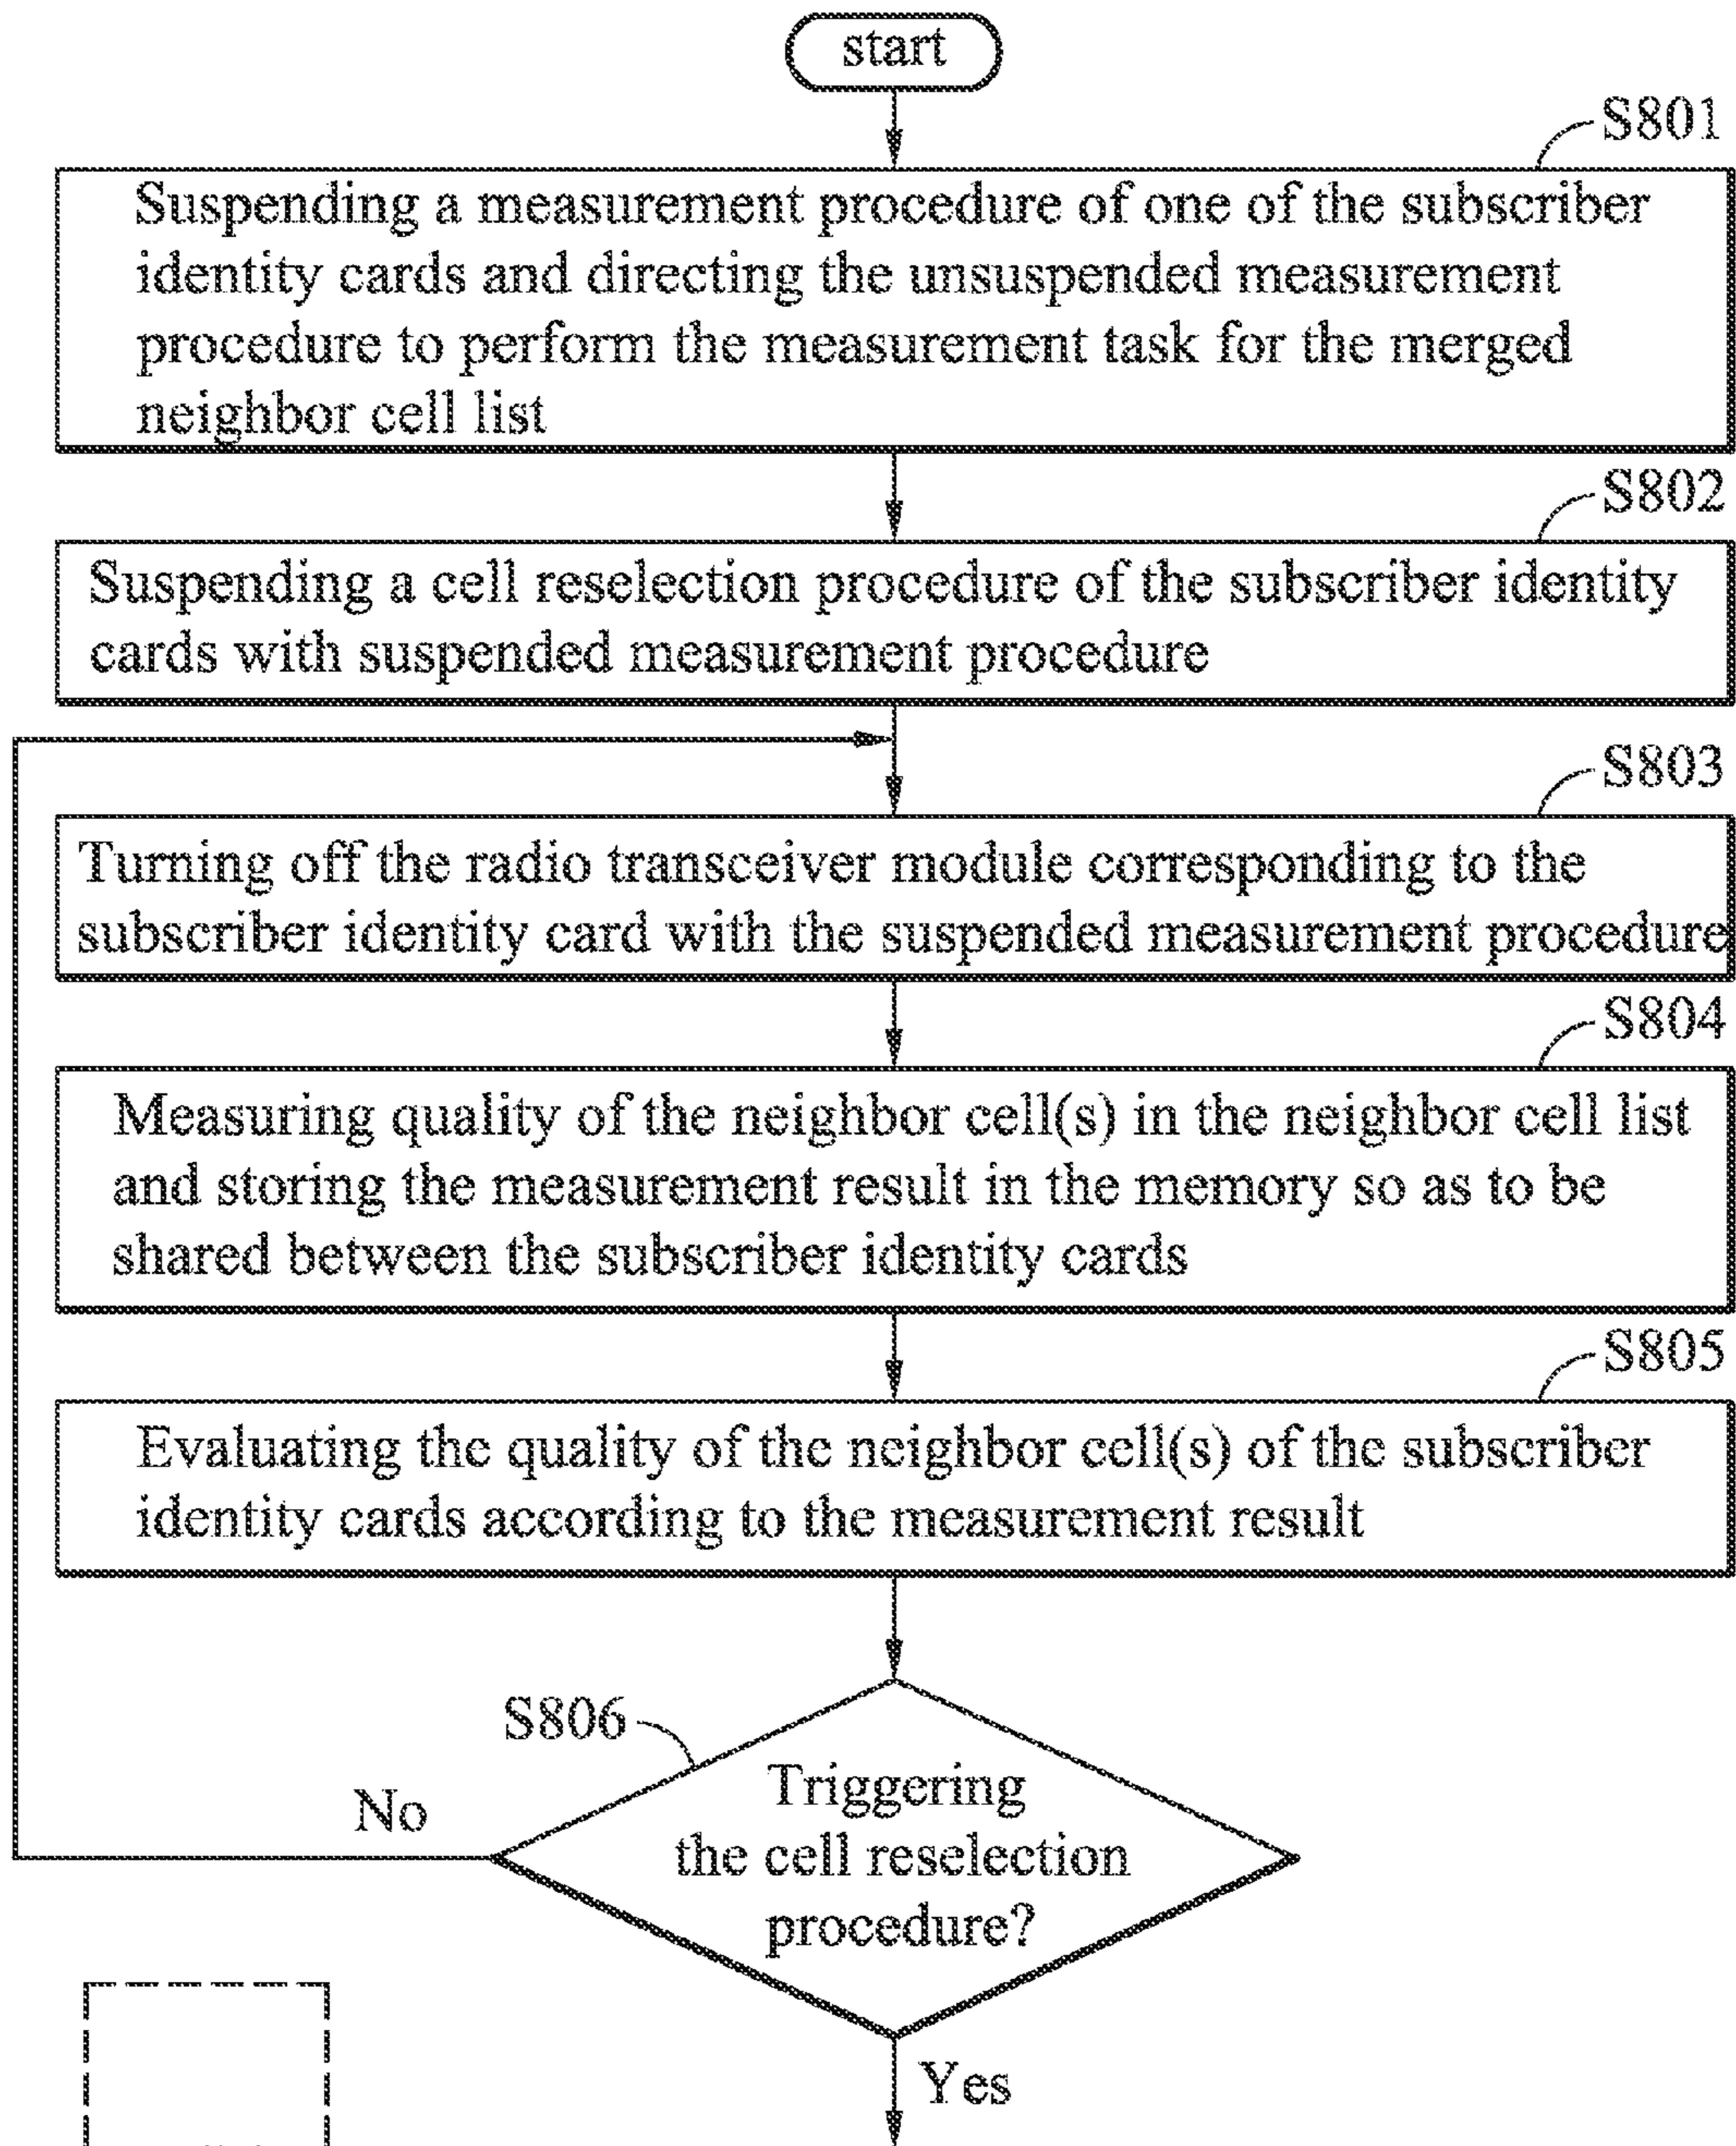 start
S801
Suspending a measurement procedure of one of the subscriber
identity cards and directing the unsuspended measurement
procedure to perform the measurement task for the merged
neighbor cell list
S802
Suspending a cell reselection procedure of the subscriber identity
cards with suspended measurement procedure
S803
Turning off the radio transceiver module corresponding to the
subscriber identity card with the suspended measurement procedure
S804
Measuring quality of the neighbor cell(s) in the neighbor cell list
and storing the measurement result in the memory so as to be
shared between the subscriber identity cards
S805
Evaluating the quality of the neighbor cell(s) of the subscriber
identity cards according to the measurement result
S806
Triggering
the cell reselection
procedure?
No
Yes